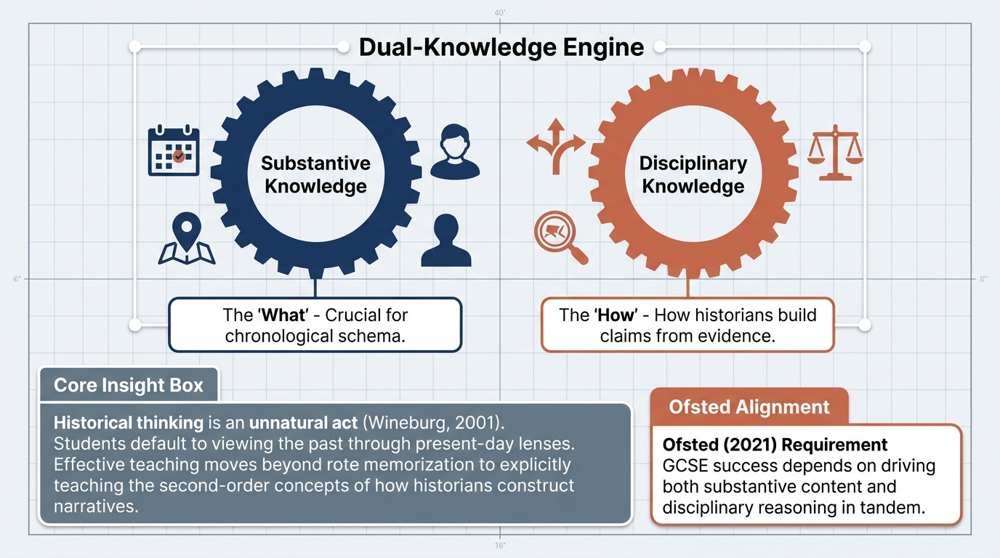 40'
Dual-Knowledge Engine
Substantive
Knowledge
Disciplinary
Knowledge
The 'What' - Crucial for
chronological schema.
The 'How' - How historians build
claims from evidence.
Core Insight Box
Historical thinking is an unnatural act (Wineburg, 2001).
Students default to viewing the past through present-day lenses.
Effective teaching moves beyond rote memorization to explicitly
teaching the second-order concepts of how historians construct
narratives.
Ofsted Alignment
Ofsted (2021) Requirement
GCSE success depends on driving
both substantive content and
disciplinary reasoning in tandem.
16'